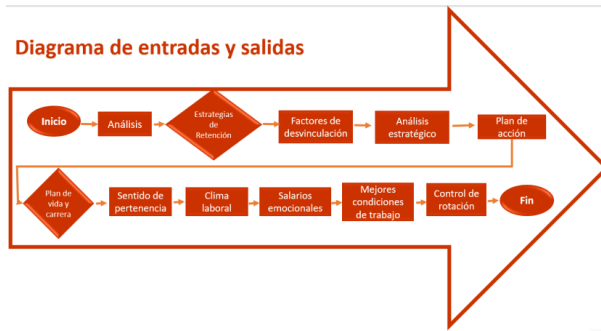 Diagrama de entradas y salidas
Inicio
Análisis
Estrategias
de
Retención
Factores de
desvinculación
Análisis
estratégico
Plan de
acción
Plan de
vida y
carrera
Sentido de
pertenencia
Clima
laboral
Salarios
emocionales
Mejores
condiciones
de trabajo
Control de
rotación
Fin